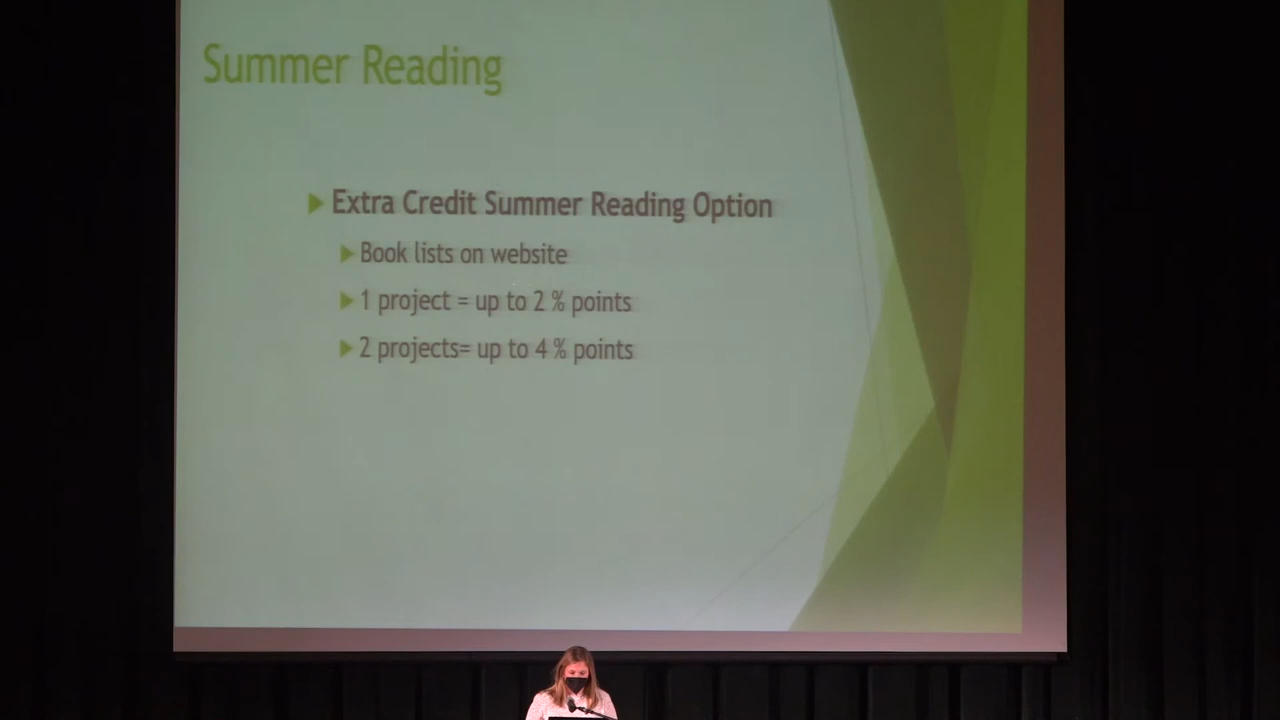 Summer Reading
Extra Credit Summer Reading Option
Book lists on website
1 project = up to 2 % points
2 projects= up to 4 % points